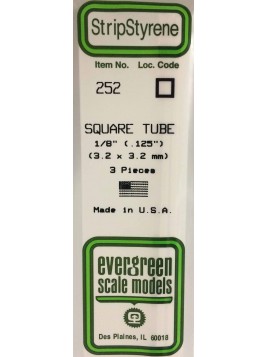 StripStyrene
Item No. Loc. Code
252
SQUARE TUBE
1/8" (.125")
(3.2 x 3.2 mm)
3 Pieces
Made in U.S.A.
evergreen
scale models
Des Plaines, IL 60018